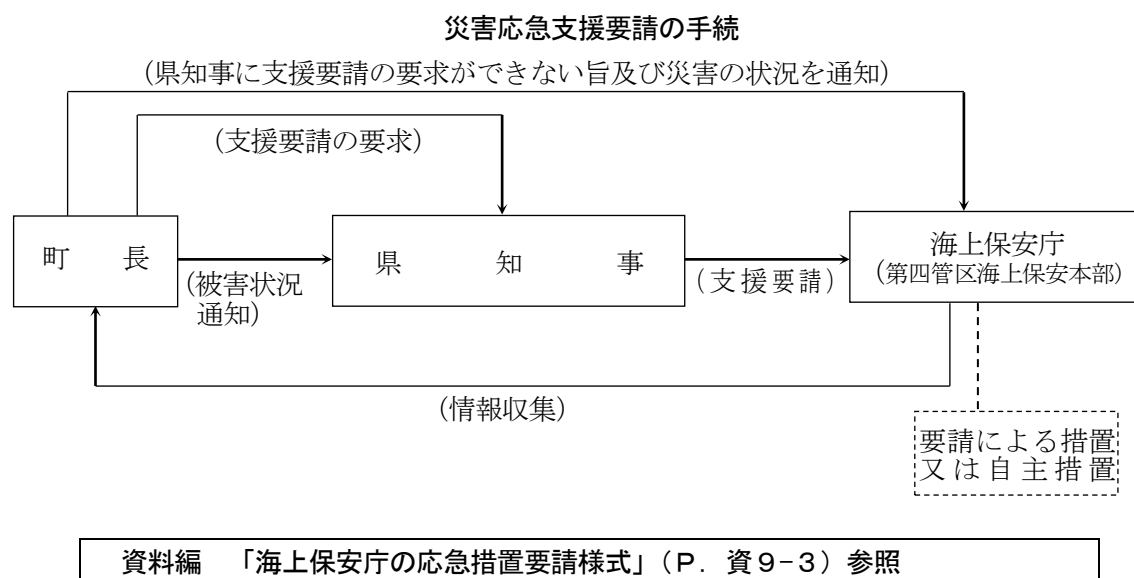 災害応急支援要請の手続
(県知事に支援要請の要求ができない旨及び災害の状況を通知)
(支援要請の要求)
町 長
(被害状況
通知)
県 知 事
(支援要請)
海上保安庁
(第四管区海上保安本部)
(情報収集)
要請による措置
又は自主措置
資料編 「海上保安庁の応急措置要請様式」(P. 資9-3)参照